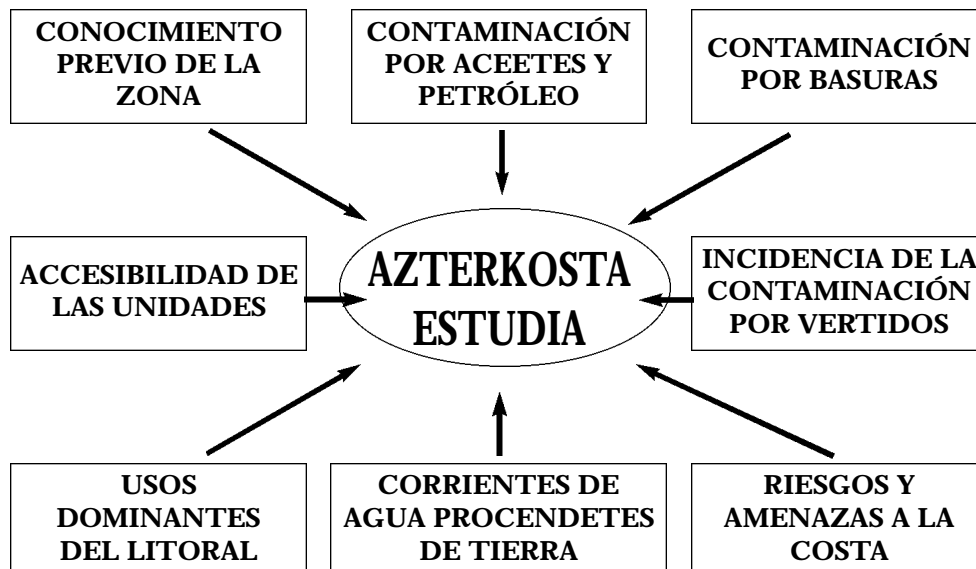 CONOCIMIENTO
PREVIO DE LA
ZONA
CONTAMINACIÓN
POR ACEETES Y
PETRÓLEO
CONTAMINACIÓN
POR BASURAS
ACCESIBILIDAD DE
LAS UNIDADES
AZTERKOSTA
ESTUDIA
INCIDENCIA DE LA
CONTAMINACIÓN
POR VERTIDOS
USOS
DOMINANTES
DEL LITORAL
CORRIENTES DE
AGUA PROCENDETES
DE TIERRA
RIESGOS Y
AMENAZAS A LA
COSTA